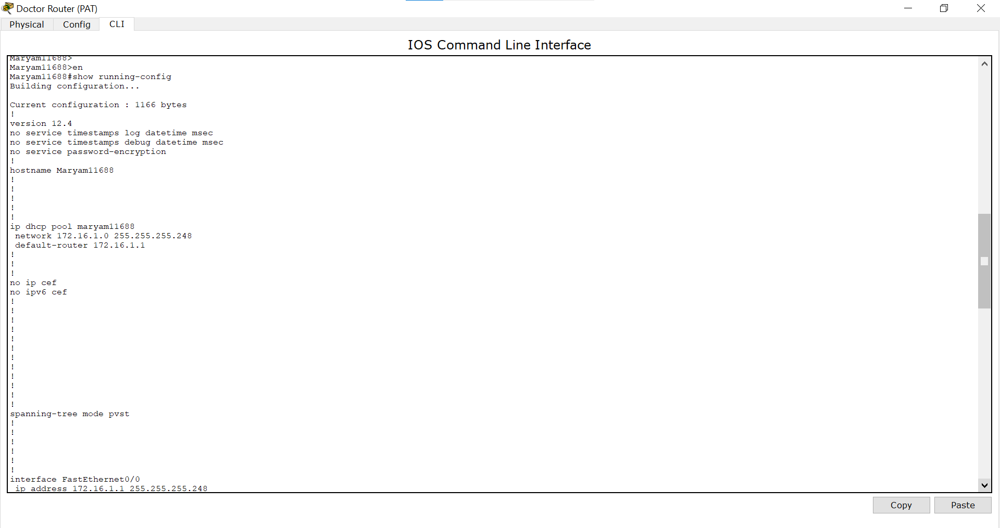 Doctor Router (PAT)
Physical
Config
CLI
IOS Command Line Interface
Maryam11688>
Maryam11688>en
Maryam11688#show running-config
Building configuration...
Current configuration : 1166 bytes
!
version 12.4
no service timestamps log datetime msec
no service timestamps debug datetime msec
no service password-encryption
!
hostname Maryam11688
!
!
!
!
!
ip dhcp pool maryam11688
network 172.16.1.0 255.255.255.248
default-router 172.16.1.1
!
!
!
no ip cef
no ipv6 cef
!
!
!
!
!
!
!
!
!
!
!
!
spanning-tree mode pvst
!
!
!
!
!
!
interface FastEthernet0/0
ip address 172.16.1.1 255.255.255.248
Copy
Paste